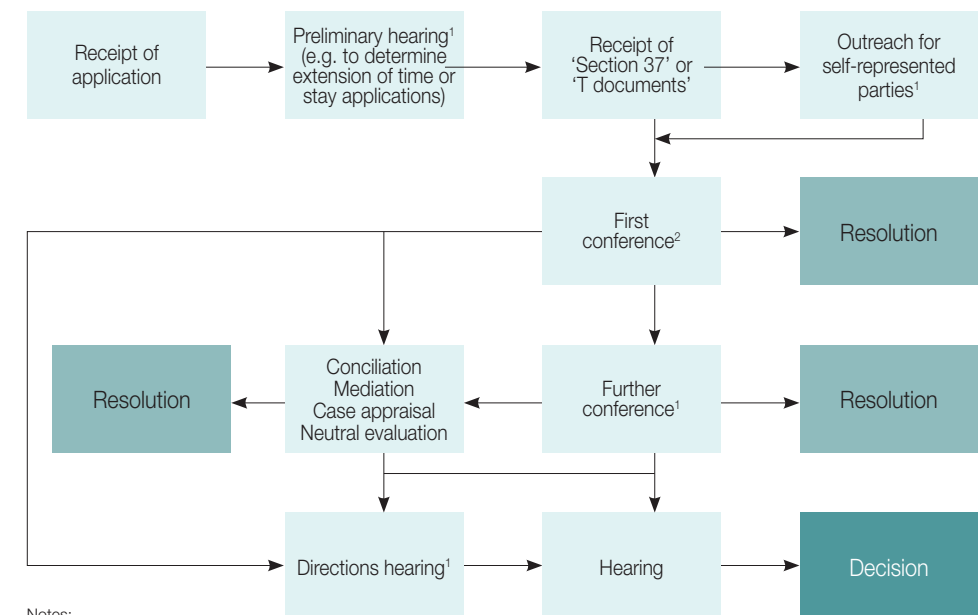 Receipt of
application
Preliminary hearing¹
(e.g. to determine
extension of time or
stay applications)
Receipt of
‘Section 37’ or
‘T documents’
Outreach for
self-represented
parties¹
First
conference²
Resolution
Resolution
Conciliation
Mediation
Case appraisal
Neutral evaluation
Further
conference¹
Resolution
Directions hearing¹
Hearing
Decision
Notes: